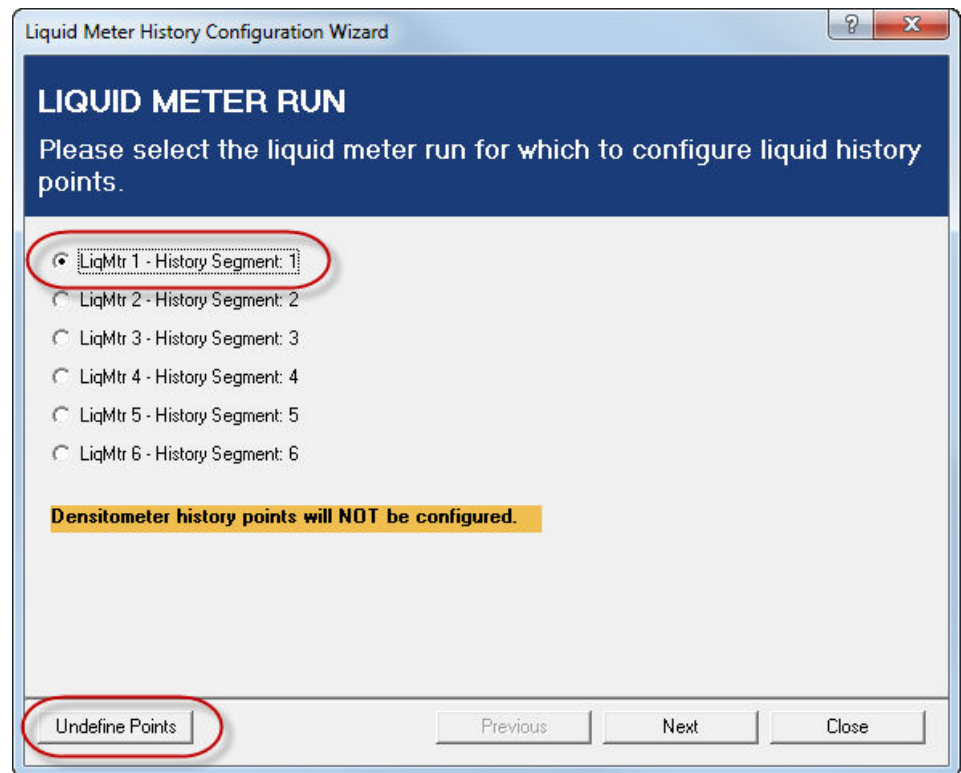 Liquid Meter History Configuration Wizard
?
X
LIQUID METER RUN
Please select the liquid meter run for which to configure liquid history
points.
LiqMtr 1 - History Segment: 1
LiqMtr 2 - History Segment: 2
LiqMtr 3 - History Segment: 3
LiqMtr 4 - History Segment: 4
LiqMtr 5 - History Segment: 5
LiqMtr 6 - History Segment: 6
Densitometer history points will NOT be configured.
Undefine Points
Previous
Next
Close